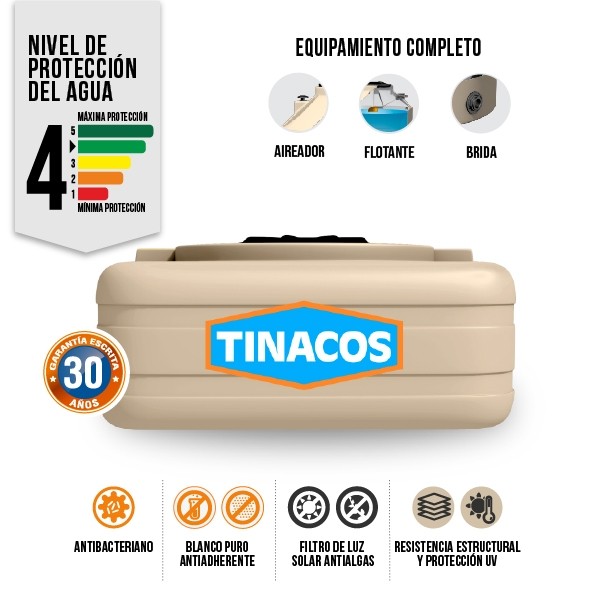 NIVEL DE
PROTECCIÓN
DEL AGUA
4
MÁXIMA PROTECCIÓN
5
3
2
1
MÍNIMA PROTECCIÓN
EQUIPAMIENTO COMPLETO
AIREADOR
FLOTANTE
BRIDA
TINACOS
GARANTÍA ESCRITA
30
AÑOS
ANTIBACTERIANO
BLANCO PURO
ANTIADHERENTE
FILTRO DE LUZ
SOLAR ANTIALGAS
RESISTENCIA ESTRUCTURAL
Y PROTECCIÓN UV